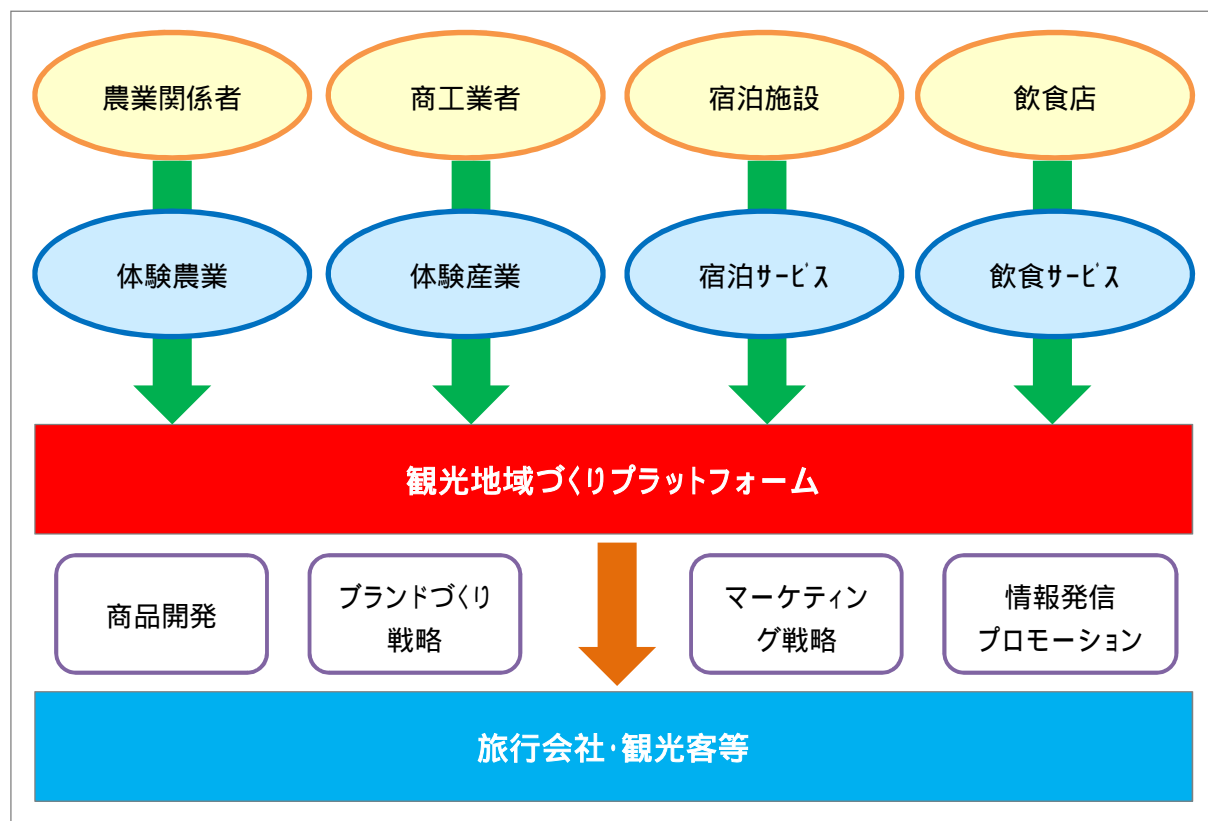 農業関係者
商工業者
宿泊施設
飲食店
体験農業
体験産業
宿泊ｻｰﾋﾞｽ
飲食ｻｰﾋﾞｽ
観光地域づくりプラットフォーム
商品開発
ブランドづくり
戦略
マーケティン
グ戦略
情報発信
プロモーション
旅行会社・観光客等